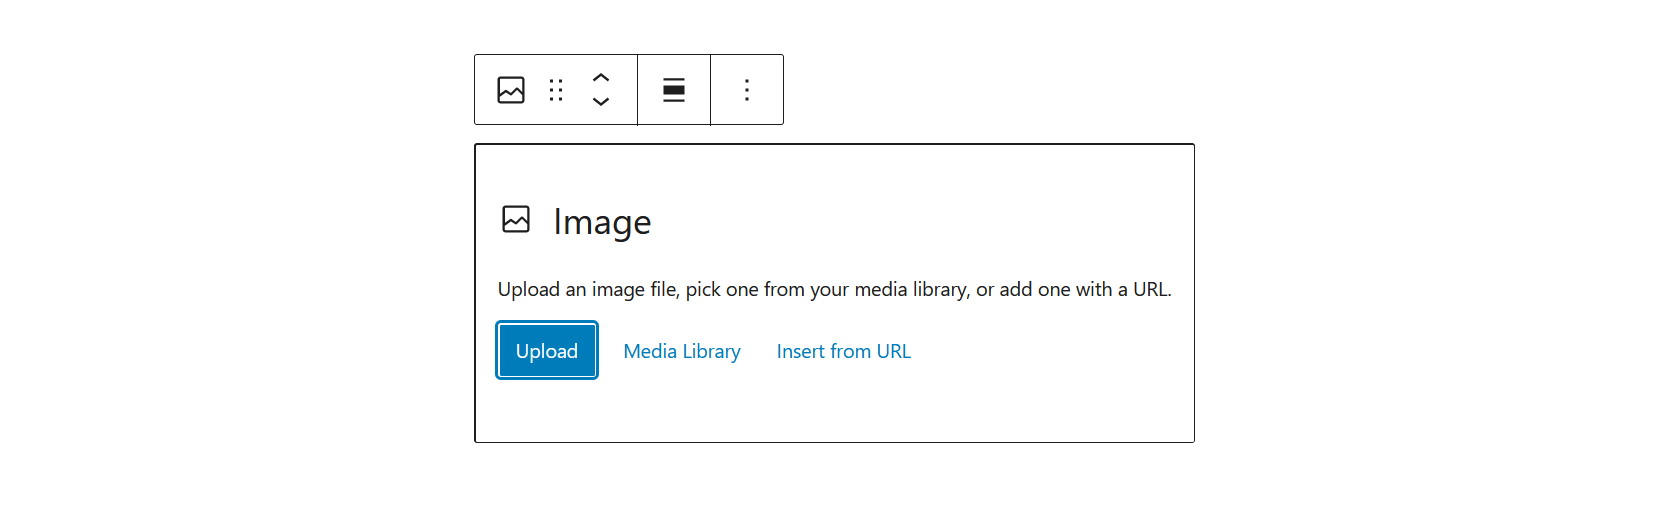 Image
Upload an image file, pick one from your media library, or add one with a URL.
Upload Media Library Insert from URL